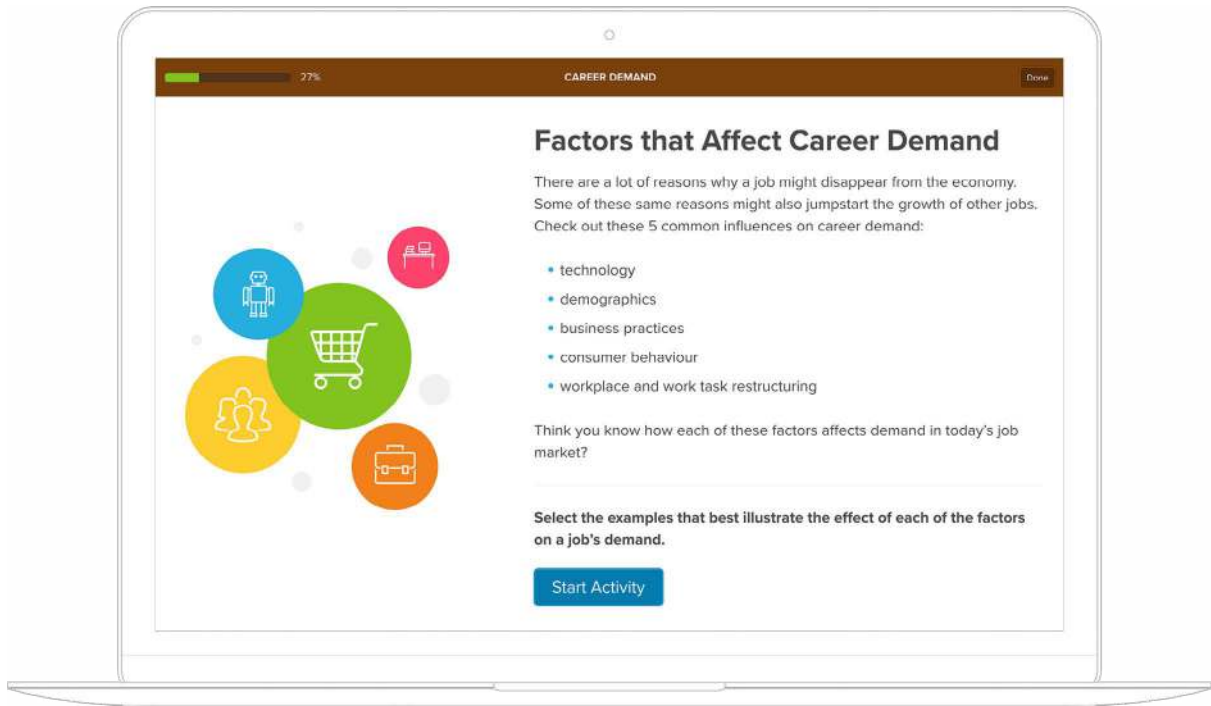 27%
CAREER DEMAND
Done
Factors that Affect Career Demand
There are a lot of reasons why a job might disappear from the economy.
Some of these same reasons might also jumpstart the growth of other jobs.
Check out these 5 common influences on career demand:
• technology
• demographics
• business practices
• consumer behaviour
• workplace and work task restructuring
Think you know how each of these factors affects demand in today's job
market?
Select the examples that best illustrate the effect of each of the factors
on a job's demand.
Start Activity